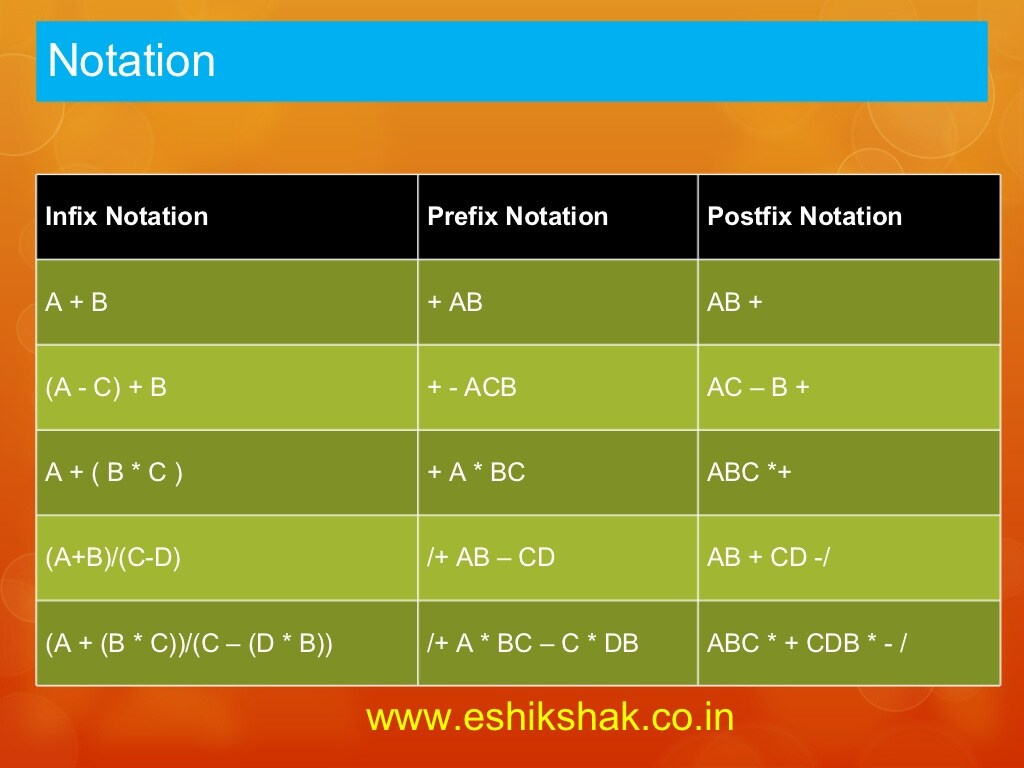 Notation
Infix Notation Prefix Notation Postfix Notation
A + B + AB AB +
(A - C) + B + - ACB AC – B +
A + ( B * C ) + A * BC ABC *+
(A+B)/(C-D) /+ AB – CD AB + CD -/
(A + (B * C))/(C – (D * B)) /+ A * BC – C * DB ABC * + CDB * - /
www.eshikshak.co.in